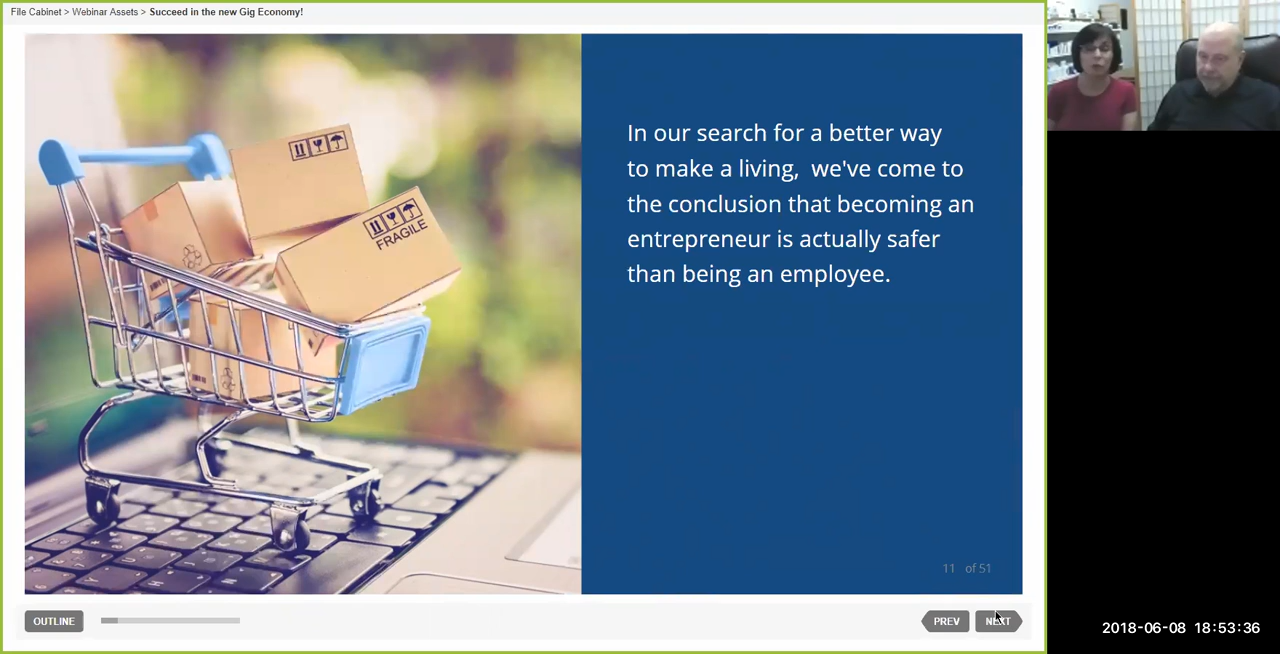 File Cabinet > Webinar Assets > Succeed in the new Gig Economy!
In our search for a better way
to make a living,  we've come to
the conclusion that becoming an
entrepreneur is actually safer
than being an employee.
FRAGILE
11 of 51
OUTLINE
PREV
NEXT
2018-06-08 18:53:36